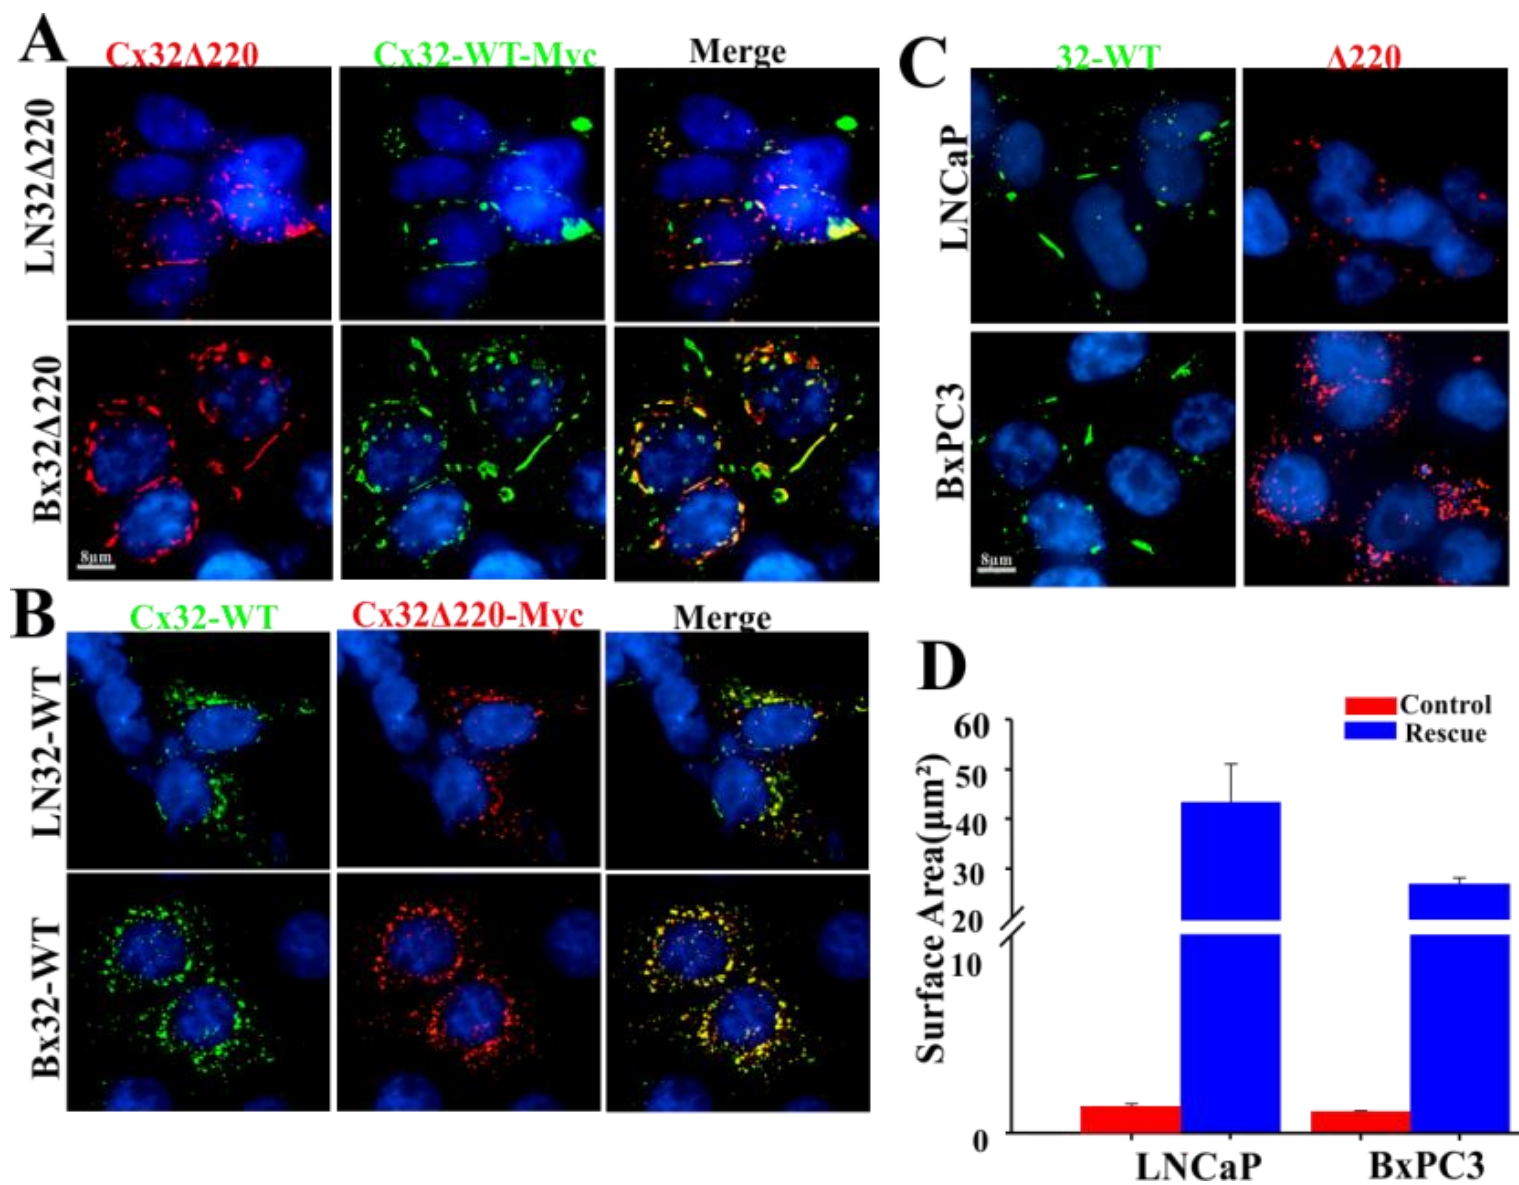 A
Cx32Δ220 Cx32-WT-Myc Merge
LN32Δ220
Bx32Δ220
8µm
B
Cx32-WT Cx32Δ220-Myc Merge
LN32-WT
Bx32-WT
C
32-WT Δ220
LNCaP
BxPC3
8µm
D
Control
Rescue
Surface Area(µm²)
60
50
40
30
20
10
0
LNCaP BxPC3